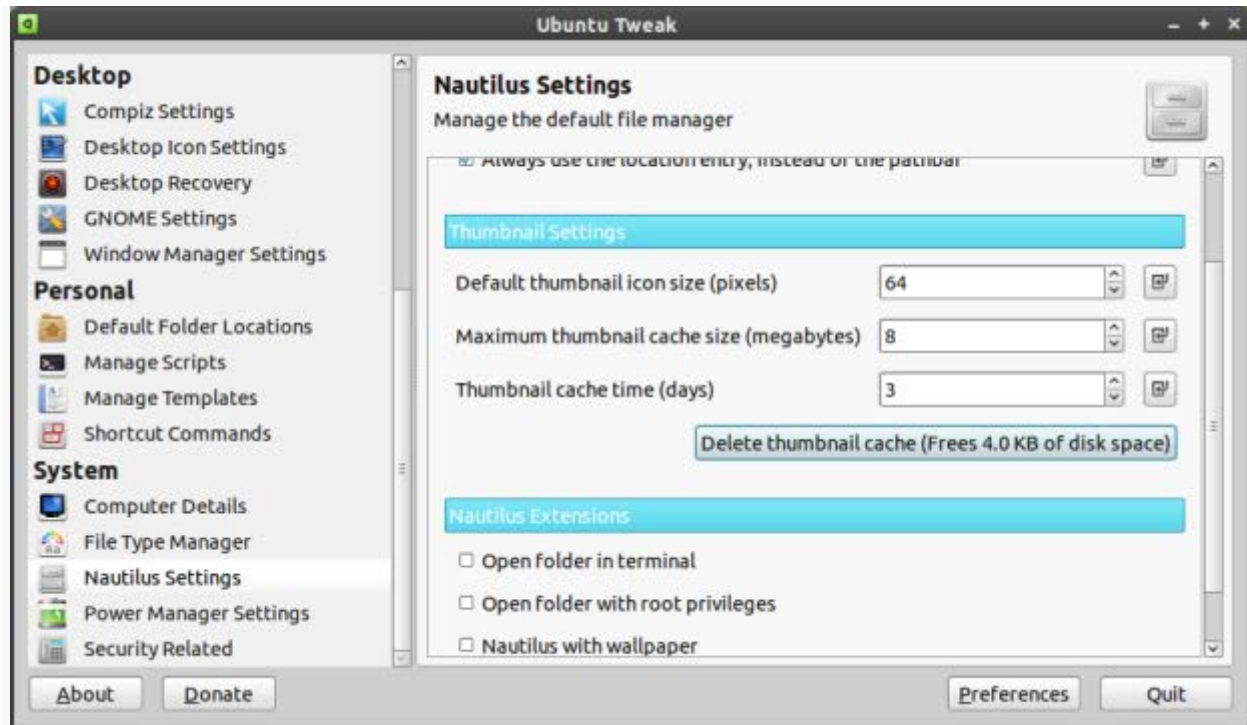 Ubuntu Tweak
Desktop
Compiz Settings
Desktop Icon Settings
Desktop Recovery
GNOME Settings
Window Manager Settings
Personal
Default Folder Locations
Manage Scripts
Manage Templates
Shortcut Commands
System
Computer Details
File Type Manager
Nautilus Settings
Power Manager Settings
Security Related
Nautilus Settings
Manage the default file manager
Always use the location entry, instead of the pathbar
Thumbnail Settings
Default thumbnail icon size (pixels) 64
Maximum thumbnail cache size (megabytes) 8
Thumbnail cache time (days) 3
Delete thumbnail cache (Frees 4.0 KB of disk space)
Nautilus Extensions
Open folder in terminal
Open folder with root privileges
Nautilus with wallpaper
About Donate Preferences Quit